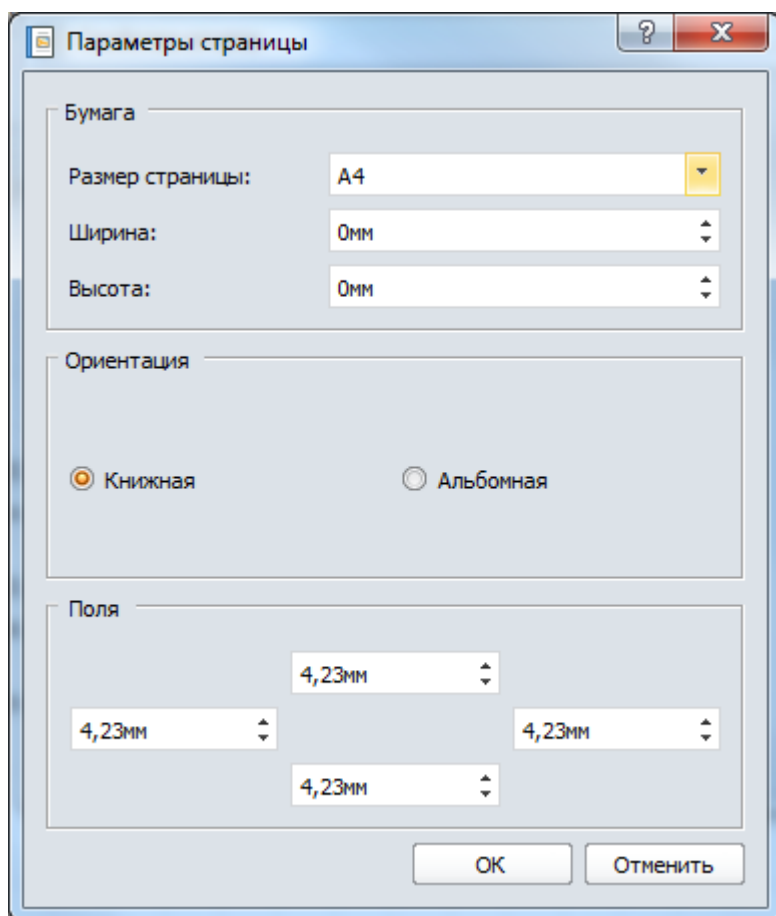 Параметры страницы
Бумага
Размер страницы: A4
Ширина: 0мм
Высота: 0мм
Ориентация
Книжная Альбомная
Поля
4,23мм
4,23мм 4,23мм
4,23мм
ОК Отменить